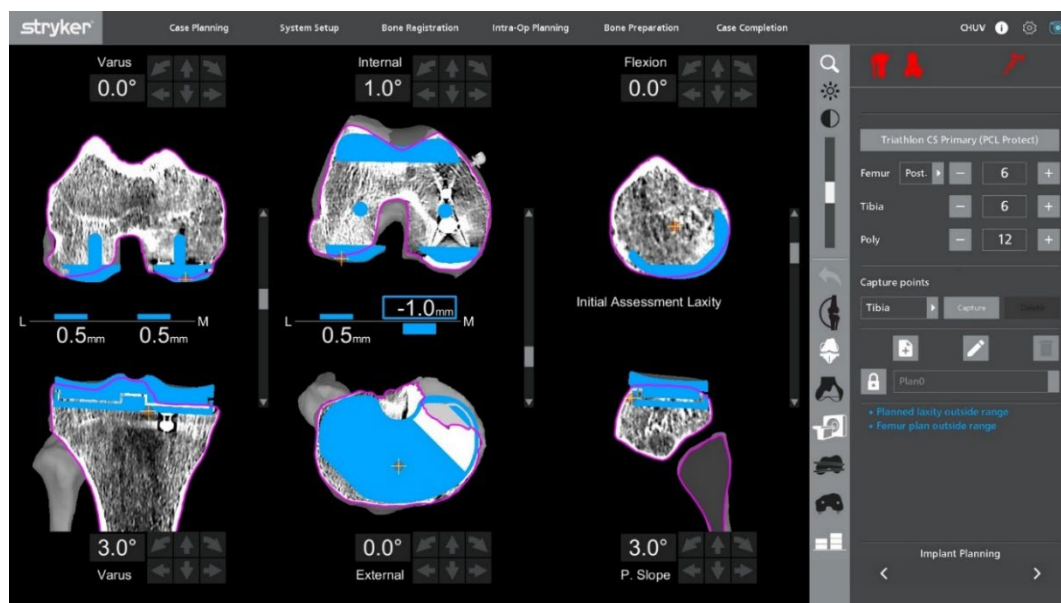 stryker
Case Planning
System Setup
Bone Registration
Intra-Op Planning
Bone Preparation
Case Completion
CHUV
Varus
0.0°
Internal
1.0°
Flexion
0.0°
L
0.5mm
0.5mm
M
L
0.5mm
-1.0mm
M
Initial Assessment Laxity
3.0°
Varus
0.0°
External
3.0°
P. Slope
Triathlon CS Primary (PCL Protect)
Femur Post. 6
Tibia 6
Poly 12
Capture points
Tibia Capture Delete
Plan0
• Planned laxity outside range
• Femur plan outside range
Implant Planning